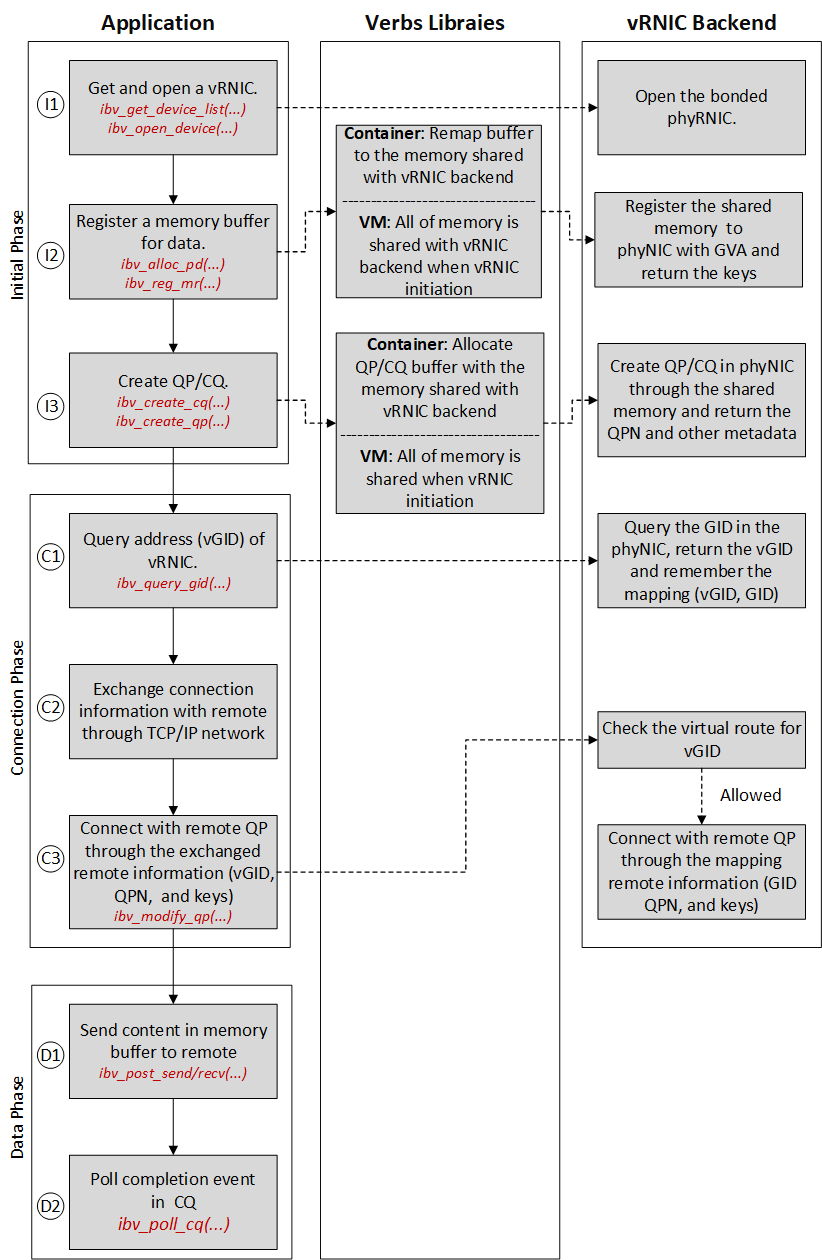 Application
Verbs Libraies
vRNIC Backend
Initial Phase
I1
Get and open a vRNIC.
ibv_get_device_list(...)
ibv_open_device(...)
Open the bonded
phyRNIC.
I2
Register a memory buffer
for data.
ibv_alloc_pd(...)
ibv_reg_mr(...)
Container: Remap buffer
to the memory shared
with vRNIC backend
VM: All of memory is
shared with vRNIC
backend when vRNIC
initiation
Register the shared
memory to
phyNIC with GVA and
return the keys
I3
Create QP/CQ.
ibv_create_cq(...)
ibv_create_qp(...)
Container: Allocate
QP/CQ buffer with the
memory shared with
vRNIC backend
VM: All of memory is
shared when vRNIC
initiation
Create QP/CQ in phyNIC
through the shared
memory and return the
QPN and other metadata
Connection Phase
C1
Query address (vGID) of
vRNIC.
ibv_query_gid(...)
Query the GID in the
phyNIC, return the vGID
and remember the
mapping (vGID, GID)
C2
Exchange connection
information with remote
through TCP/IP network
C3
Connect with remote QP
through the exchanged
remote information (vGID,
QPN, and keys)
ibv_modify_qp(...)
Check the virtual route for
vGID
Allowed
Connect with remote QP
through the mapping
remote information (GID
QPN, and keys)
Data Phase
D1
Send content in memory
buffer to remote
ibv_post_send/recv(...)
D2
Poll completion event
in CQ
ibv_poll_cq(...)